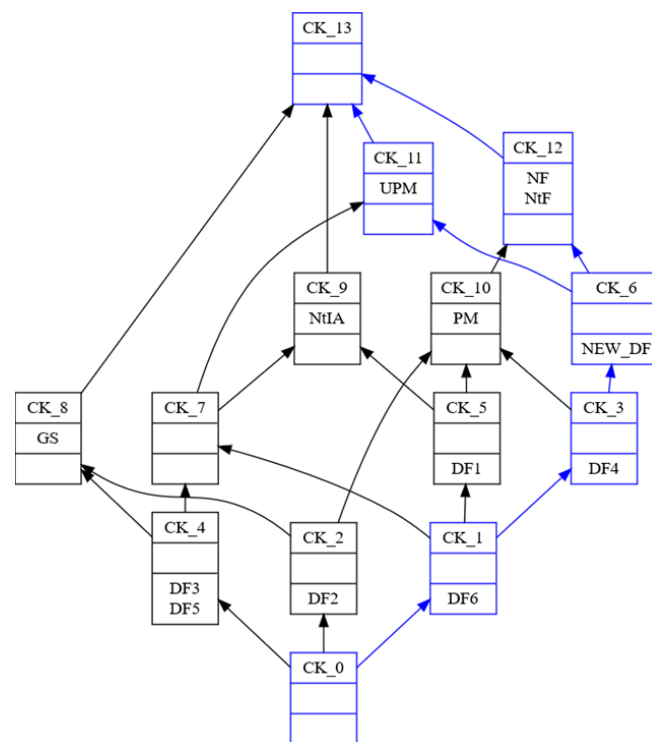 CK_13
CK_12
CK_11
NF
NtF
UPM
CK_9
CK_10
CK_6
NtIA
PM
NEW_DF
CK_8
CK_7
CK_5
CK_3
GS
DF1
DF4
CK_4
CK_2
CK_1
DF3
DF5
DF2
DF6
CK_0